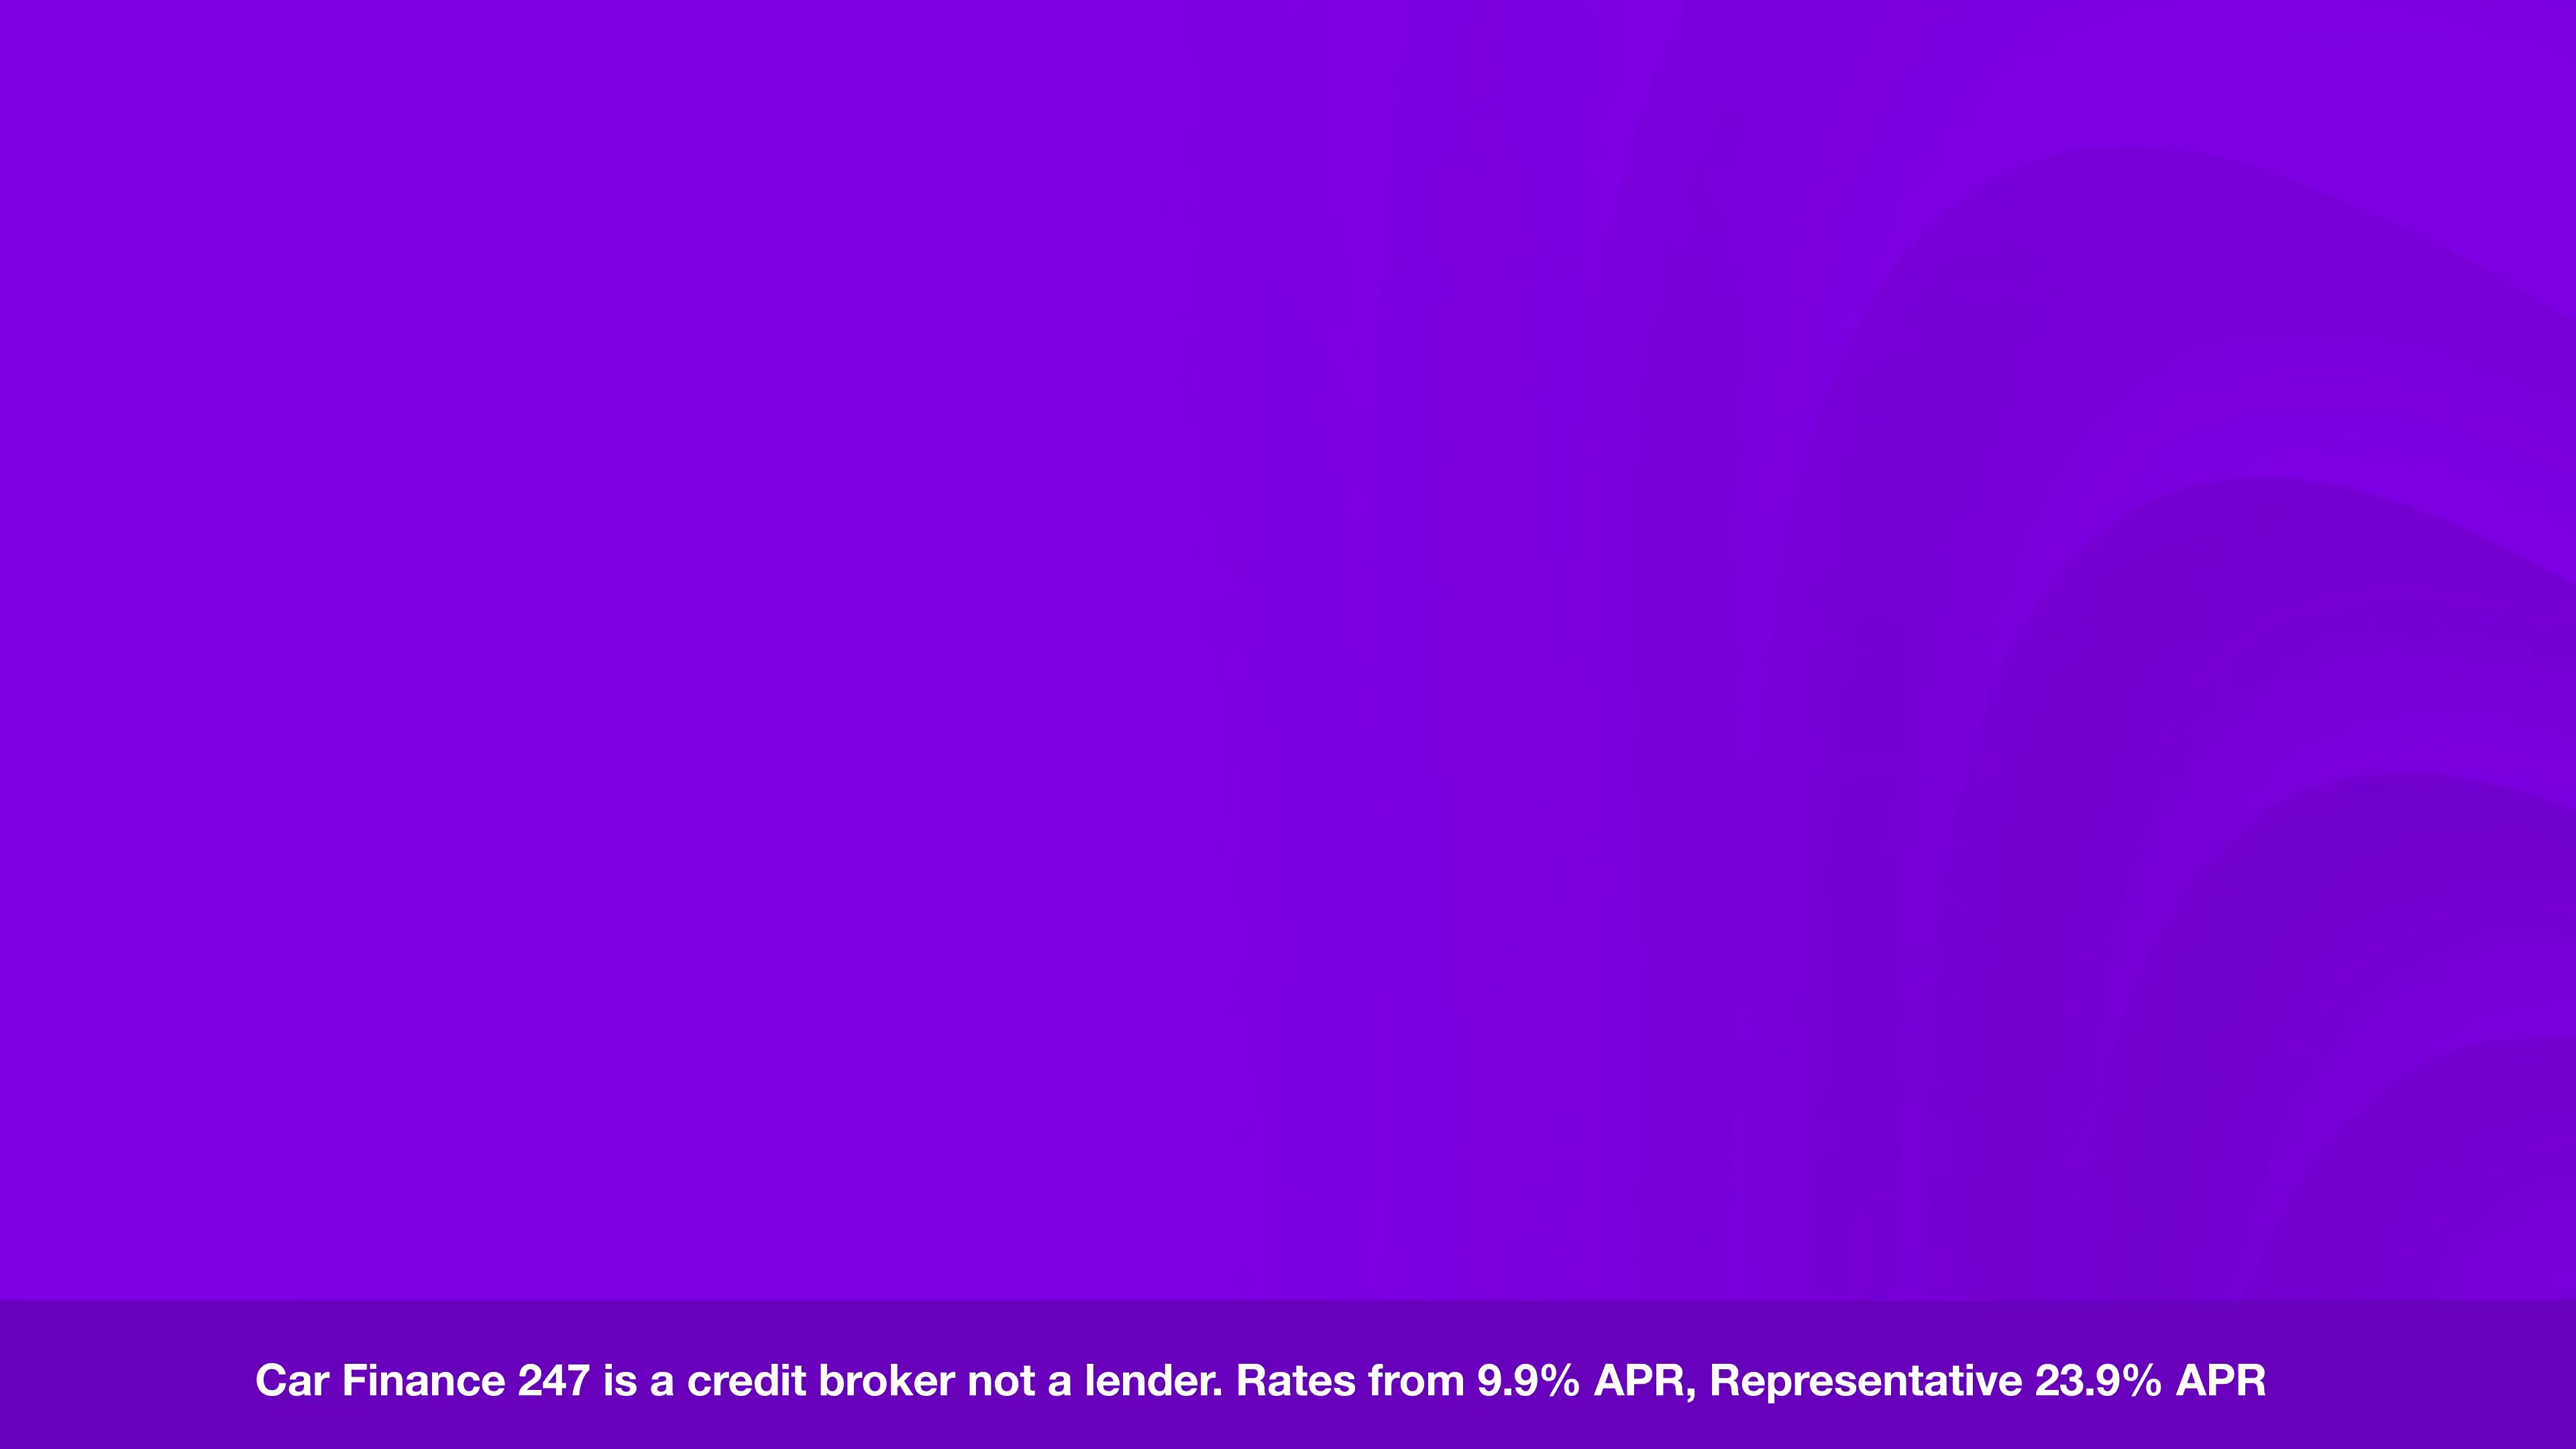 Car Finance 247 is a credit broker not a lender. Rates from 9.9% APR, Representative 23.9% APR